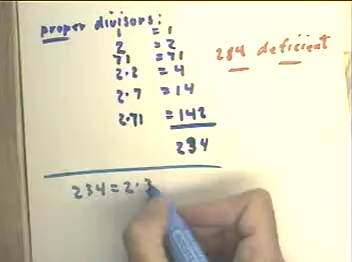 proper divisors:
1 = 1
2 = 2
71 = 71
2·2 = 4
2·7 = 14
2·71 = 142
234
284 deficient
234 = 2·3